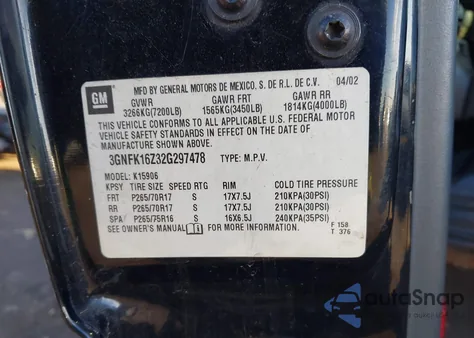 GM
MFD BY GENERAL MOTORS DE MEXICO, S. DE R.L. DE C.V. 04/02
GVWR GAWR FRT GAWR RR
3266KG(7200LB) 1565KG(3450LB) 1814KG(4000LB)
THIS VEHICLE CONFORMS TO ALL APPLICABLE U.S. FEDERAL MOTOR
VEHICLE SAFETY STANDARDS IN EFFECT ON THE DATE OF
MANUFACTURE SHOWN ABOVE.
3GNFK16Z32G297478 TYPE: M.P.V.
MODEL: K15906
KPSY TIRE SIZE SPEED RTG RIM COLD TIRE PRESSURE
FRT P265/70R17 S 17X7.5J 210KPA(30PSI)
RR P265/70R17 S 17X7.5J 210KPA(30PSI)
SPA P265/75R16 S 16X6.5J 240KPA(35PSI)
SEE OWNER'S MANUAL FOR MORE INFORMATION.
F 158
T 376
autoSnap